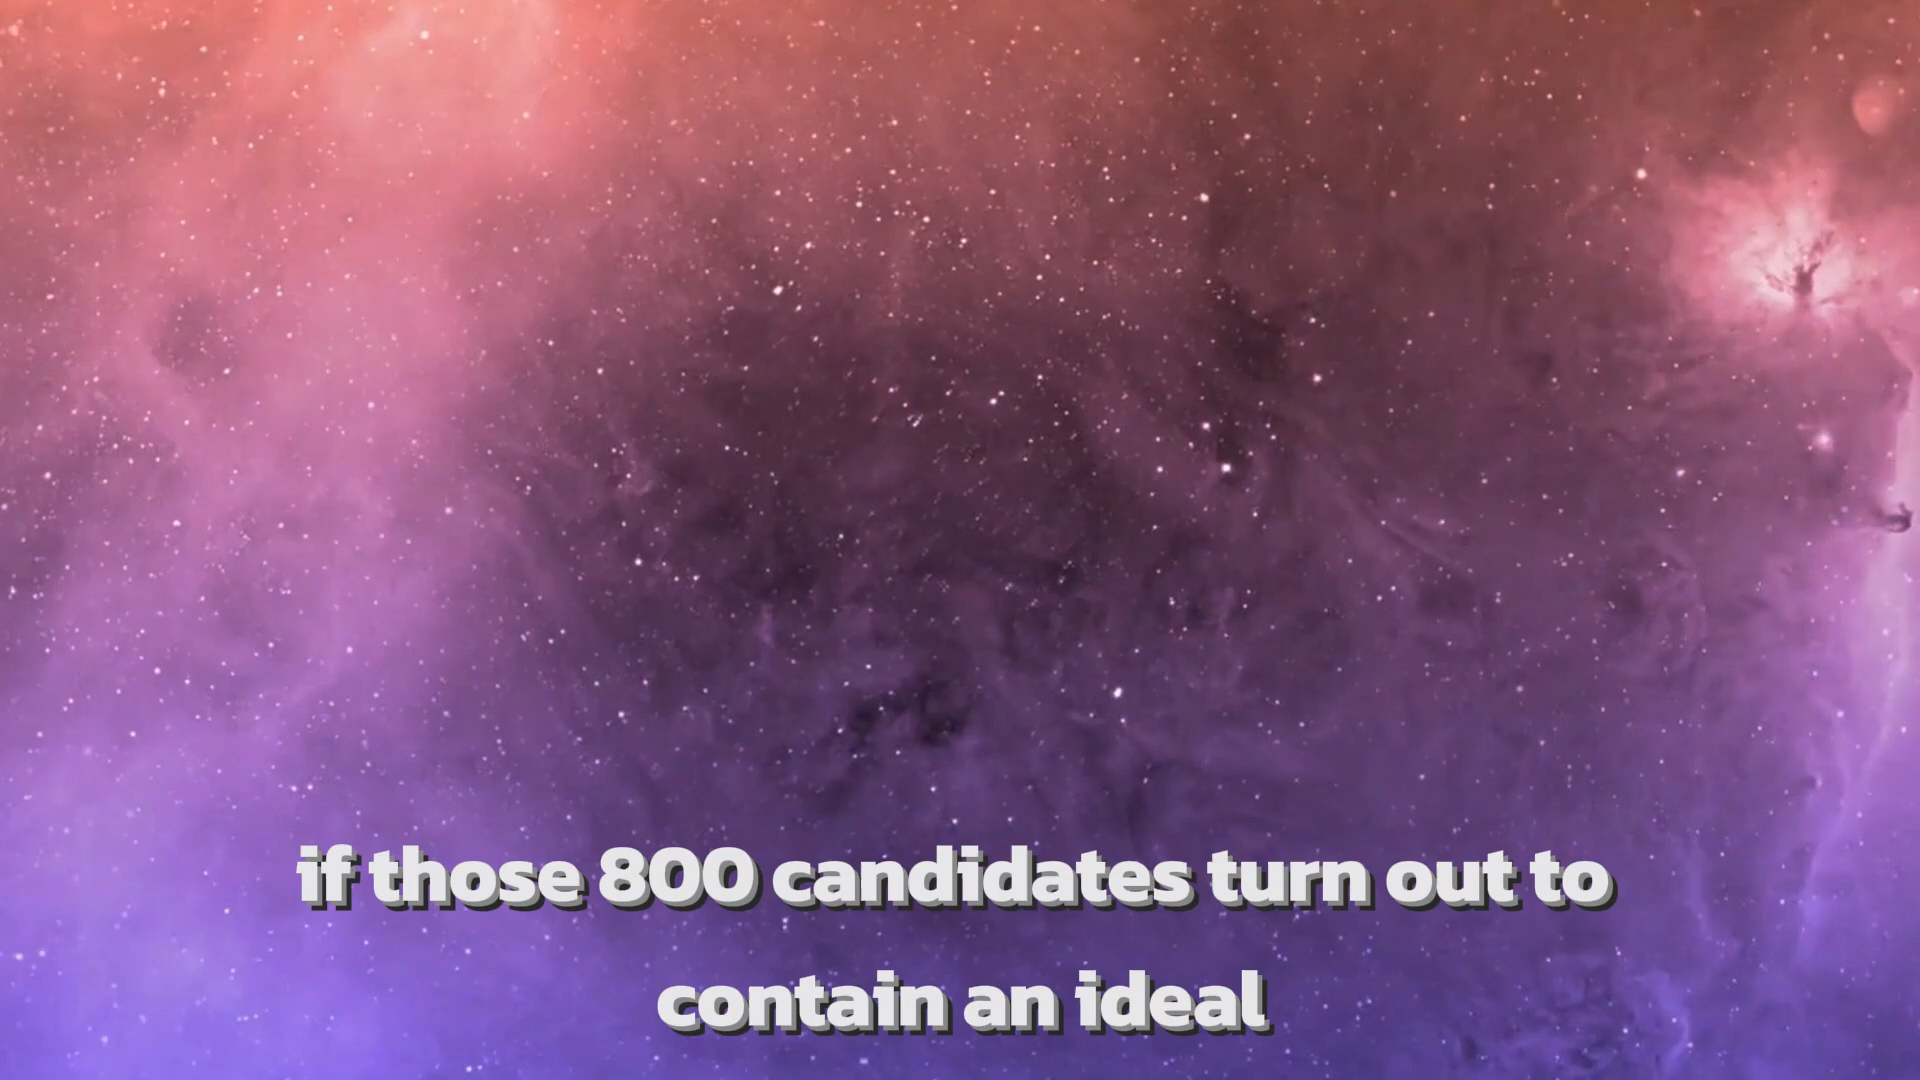 if those 800 candidates turn out to
contain an ideal